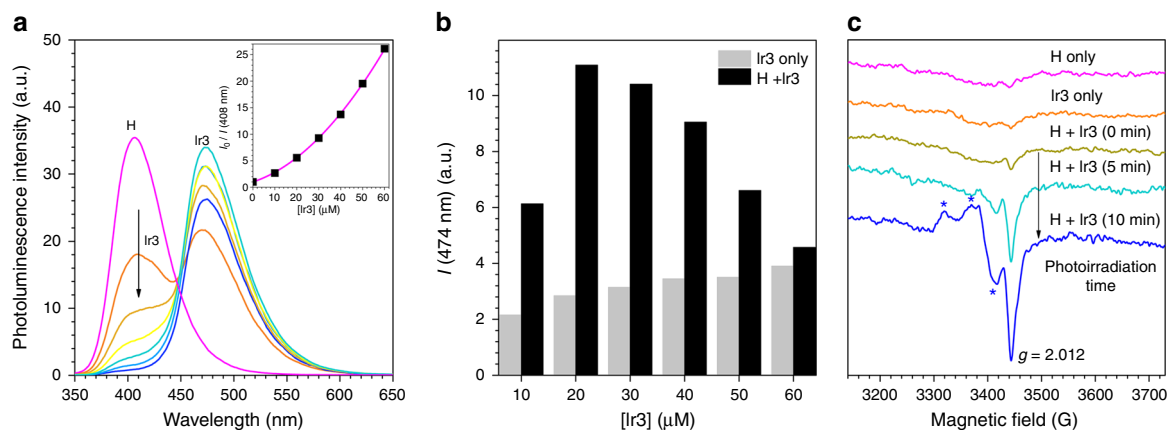 a
Photoluminescence intensity (a.u.)
50
40
30
20
10
0
350
400
450
500
550
600
650
Wavelength (nm)
H
Ir3
Ir3
I0 / I (408 nm)
25
20
15
10
5
0
0 10 20 30 40 50 60
[Ir3] (μM)
b
I (474 nm) (a.u.)
10
8
6
4
2
0
10
20
30
40
50
60
[Ir3] (μM)
Ir3 only
H +Ir3
c
H only
Ir3 only
H + Ir3 (0 min)
H + Ir3 (5 min)
* *
H + Ir3 (10 min)
Photoirradiation
time
*
g = 2.012
3200
3300
3400
3500
3600
3700
Magnetic field (G)